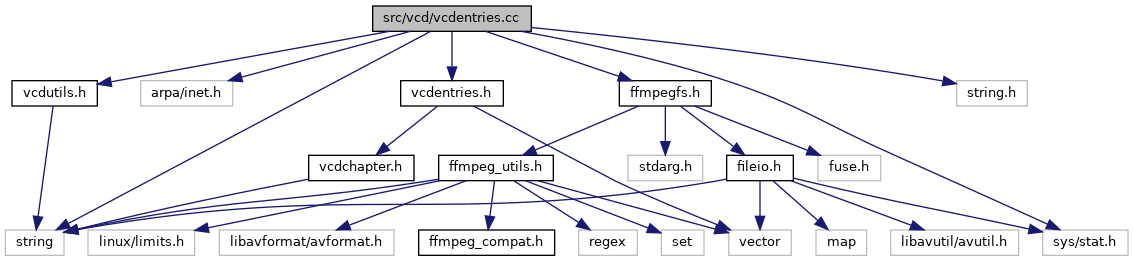 src/vcd/vcdentries.cc
vcdutils.h
arpa/inet.h
vcdentries.h
ffmpegfs.h
string.h
vcdchapter.h
ffmpeg_utils.h
stdarg.h
fileio.h
fuse.h
string
linux/limits.h
libavformat/avformat.h
ffmpeg_compat.h
regex
set
vector
map
libavutil/avutil.h
sys/stat.h